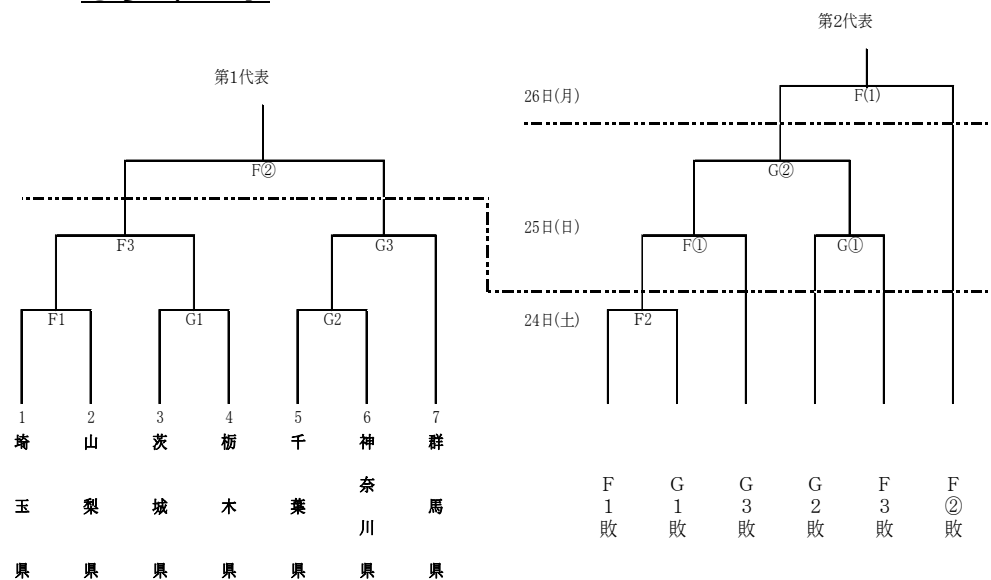 第2代表
第1代表
26日(月)
F(1)
F②
G②
25日(日)
F3
G3
F①
G①
24日(土)
F1
G1
G2
F2
1
2
3
4
5
6
7
埼玉県
山梨県
茨城県
栃木県
千葉県
神奈川県
群馬県
F1敗
G1敗
G3敗
G2敗
F3敗
F②敗